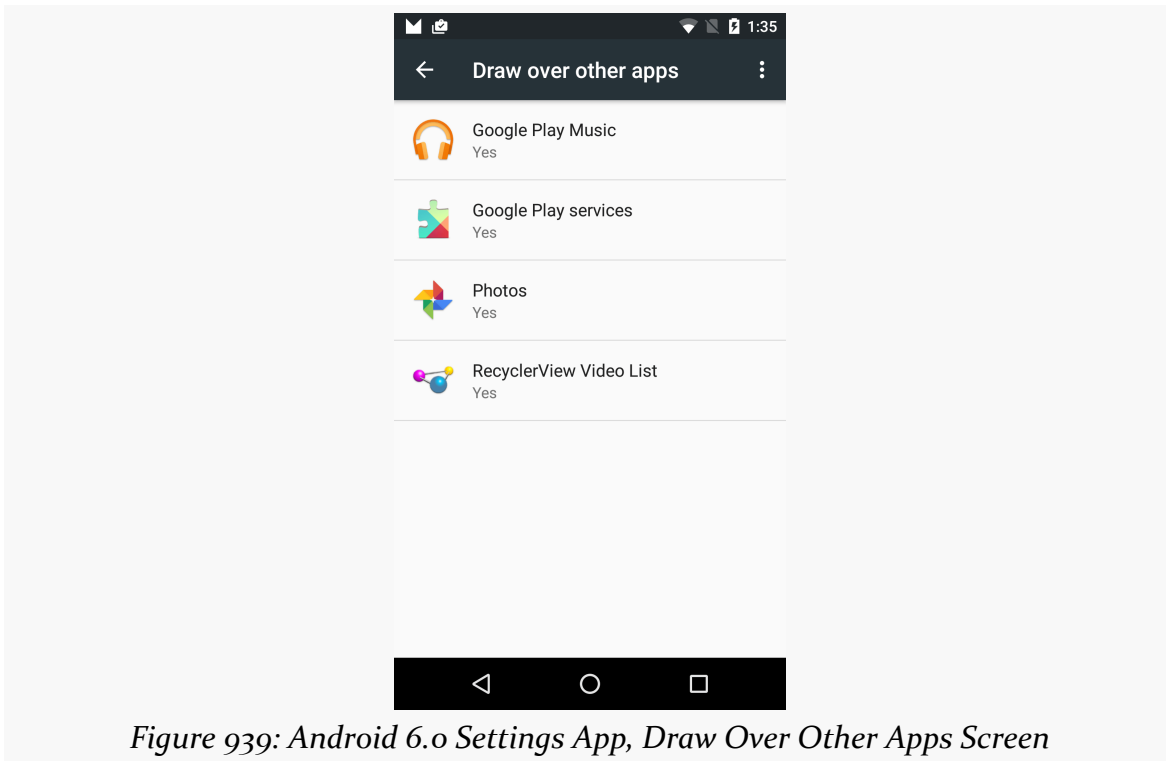 1:35
Draw over other apps
Google Play Music
Yes
Google Play services
Yes
Photos
Yes
RecyclerView Video List
Yes
Figure 939: Android 6.0 Settings App, Draw Over Other Apps Screen